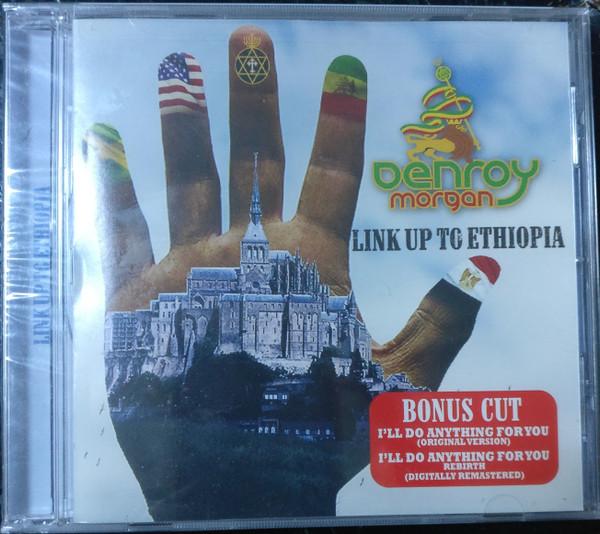 Denroy
morgan
LINK UP TO ETHIOPIA
LINK UP TO ETHIOPIA
BONUS CUT
I'LL DO ANYTHING FOR YOU
(ORIGINAL VERSION)
I'LL DO ANYTHING FOR YOU
REBIRTH
(DIGITALLY REMASTERED)